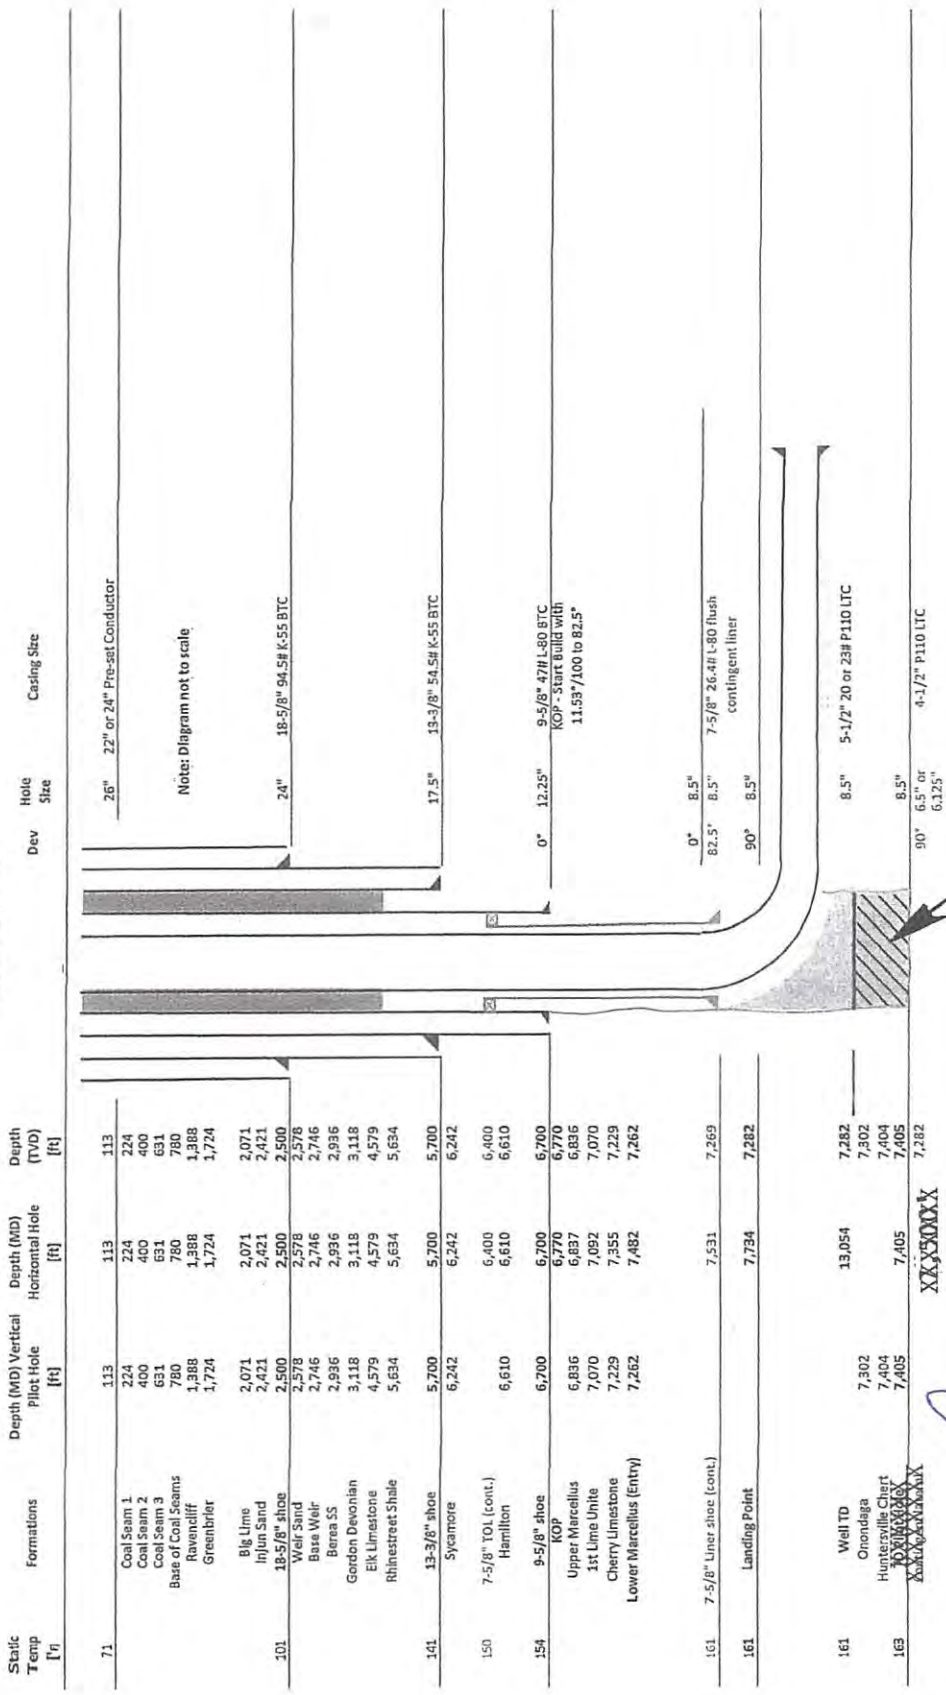 Static Temp [°F] Formations Depth (MD) Vertical Pilot Hole [ft] Depth (MD) Horizontal Hole [ft] Depth (TVD) [ft] Dev Hole Size Casing Size
71 113 113 113 26" 22" or 24" Pre-set Conductor
Coal Seam 1 224 224 224
Coal Seam 2 400 400 400
Coal Seam 3 631 631 631
Base of Coal Seams 780 780 780
Ravencliff 1,388 1,388 1,388
Greenbrier 1,724 1,724 1,724
Note: Diagram not to scale
Big Lime 2,071 2,071 2,071
Injun Sand 2,421 2,421 2,421
101 18-5/8" shoe 2,500 2,500 2,500 24" 18-5/8" 94.5# K-55 BTC
Weir Sand 2,578 2,578 2,578
Base Weir 2,746 2,746 2,746
Berea SS 2,936 2,936 2,936
Gordon Devonian 3,118 3,118 3,118
Elk Limestone 4,579 4,579 4,579
Rhinestreet Shale 5,634 5,634 5,634
141 13-3/8" shoe 5,700 5,700 5,700 17.5" 13-3/8" 54.5# K-55 BTC
Sycamore 6,242 6,242 6,242
150 7-5/8" TOL (cont.) 6,400 6,400
Hamilton 6,610 6,610 6,610
154 9-5/8" shoe 6,700 6,700 6,700 0° 12.25" 9-5/8" 47# L-80 BTC
KOP 6,770 6,770 KOP - Start Build with
11.53°/100 to 82.5°
Upper Marcellus 6,836 6,837 6,836
1st Lime Unite 7,070 7,092 7,070
Cherry Limestone 7,229 7,355 7,229
Lower Marcellus (Entry) 7,262 7,482 7,262
0° 8.5"
161 7-5/8" Liner shoe (cont.) 7,531 7,269 82.5° 8.5" 7-5/8" 26.4# L-80 flush
contingent liner
161 Landing Point 7,734 7,282 90° 8.5"
161 Well TD 13,054 7,282 8.5" 5-1/2" 20 or 23# P110 LTC
Onondaga 7,302 7,302
Huntersville Chert 7,404 7,404
163 7,405 7,405 7,405 8.5"
7,282 90° 6.5" or 4-1/2" P110 LTC
6.125"